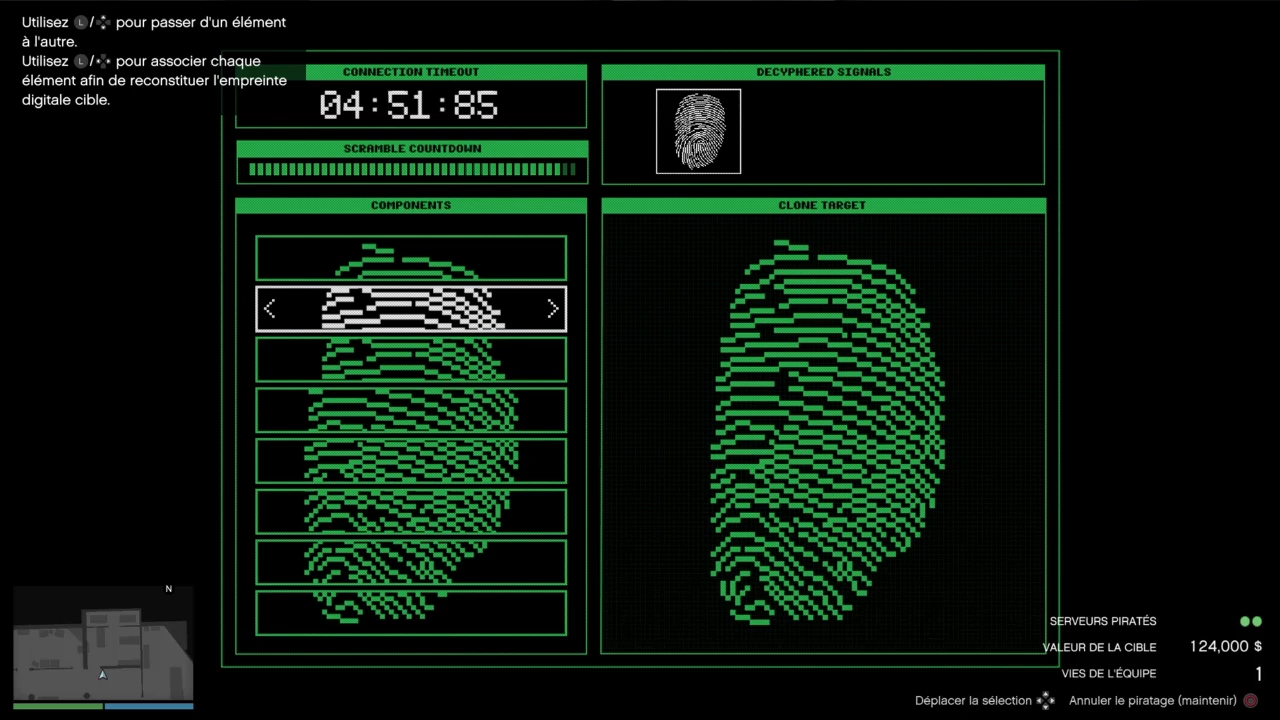 Utilisez L/ pour passer d'un élément
à l'autre.
Utilisez L/ pour associer chaque
élément afin de reconstituer l'empreinte
digitale cible.
CONNECTION TIMEOUT
04:51:85
SCRAMBLE COUNTDOWN
DECYPHERED SIGNALS
COMPONENTS
CLONE TARGET
N
SERVEURS PIRATÉS
VALEUR DE LA CIBLE 124,000 $
VIES DE L'ÉQUIPE 1
Déplacer la sélection Annuler le piratage (maintenir)